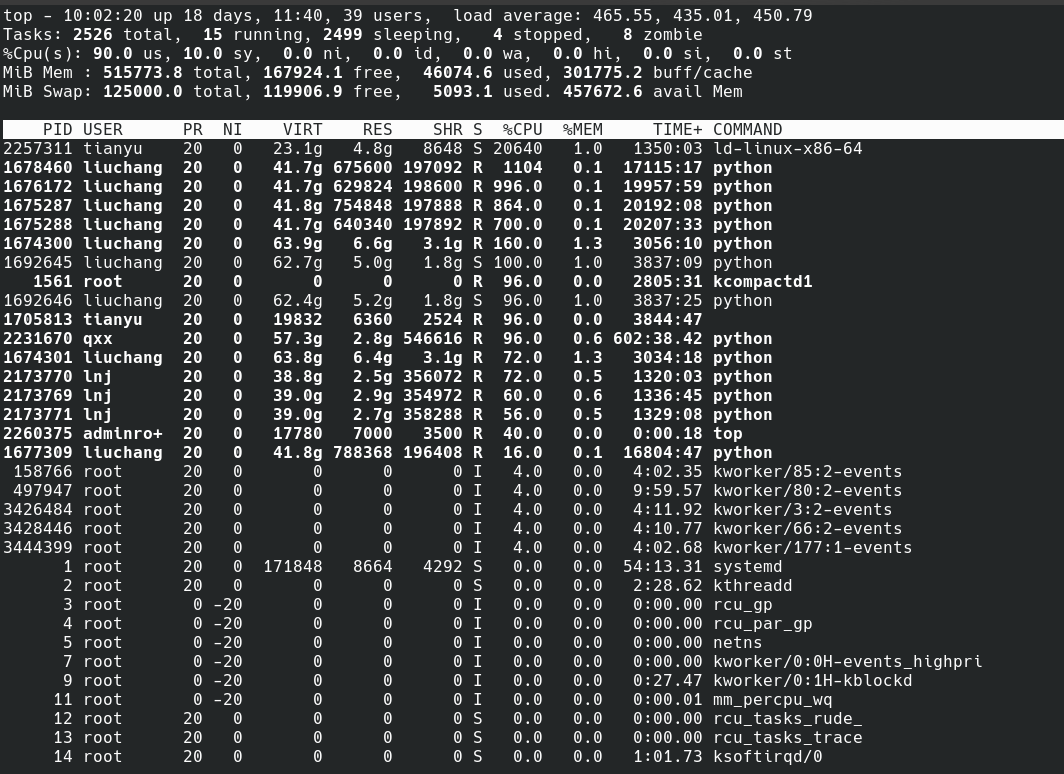 top - 10:02:20 up 18 days, 11:40, 39 users,  load average: 465.55, 435.01, 450.79
Tasks: 2526 total,  15 running, 2499 sleeping,   4 stopped,   8 zombie
%Cpu(s): 90.0 us, 10.0 sy,  0.0 ni,  0.0 id,  0.0 wa,  0.0 hi,  0.0 si,  0.0 st
MiB Mem : 515773.8 total, 167924.1 free,  46074.6 used, 301775.2 buff/cache
MiB Swap: 125000.0 total, 119906.9 free,   5093.1 used. 457672.6 avail Mem
PID USER      PR  NI    VIRT    RES    SHR S  %CPU  %MEM     TIME+ COMMAND
2257311 tianyu    20   0   23.1g   4.8g   8648 S 20640   1.0   1350:03 ld-linux-x86-64
1678460 liuchang  20   0   41.7g 675600 197092 R  1104   0.1  17115:17 python
1676172 liuchang  20   0   41.7g 629824 198600 R 996.0   0.1  19957:59 python
1675287 liuchang  20   0   41.8g 754848 197888 R 864.0   0.1  20192:08 python
1675288 liuchang  20   0   41.7g 640340 197892 R 700.0   0.1  20207:33 python
1674300 liuchang  20   0   63.9g   6.6g   3.1g R 160.0   1.3   3056:10 python
1692645 liuchang  20   0   62.7g   5.0g   1.8g S 100.0   1.0   3837:09 python
1561 root      20   0       0      0      0 R  96.0   0.0   2805:31 kcompactd1
1692646 liuchang  20   0   62.4g   5.2g   1.8g S  96.0   1.0   3837:25 python
1705813 tianyu    20   0   19832   6360   2524 R  96.0   0.0   3844:47
2231670 qxx       20   0   57.3g   2.8g 546616 R  96.0   0.6 602:38.42 python
1674301 liuchang  20   0   63.8g   6.4g   3.1g R  72.0   1.3   3034:18 python
2173770 lnj       20   0   38.8g   2.5g 356072 R  72.0   0.5   1320:03 python
2173769 lnj       20   0   39.0g   2.9g 354972 R  60.0   0.6   1336:45 python
2173771 lnj       20   0   39.0g   2.7g 358288 R  56.0   0.5   1329:08 python
2260375 adminro+  20   0   17780   7000   3500 R  40.0   0.0   0:00.18 top
1677309 liuchang  20   0   41.8g 788368 196408 R  16.0   0.1  16804:47 python
158766 root      20   0       0      0      0 I   4.0   0.0   4:02.35 kworker/85:2-events
497947 root      20   0       0      0      0 I   4.0   0.0   9:59.57 kworker/80:2-events
3426484 root      20   0       0      0      0 I   4.0   0.0   4:11.92 kworker/3:2-events
3428446 root      20   0       0      0      0 I   4.0   0.0   4:10.77 kworker/66:2-events
3444399 root      20   0       0      0      0 I   4.0   0.0   4:02.68 kworker/177:1-events
1 root      20   0  171848   8664   4292 S   0.0   0.0  54:13.31 systemd
2 root      20   0       0      0      0 S   0.0   0.0   2:28.62 kthreadd
3 root       0 -20       0      0      0 I   0.0   0.0   0:00.00 rcu_gp
4 root       0 -20       0      0      0 I   0.0   0.0   0:00.00 rcu_par_gp
5 root       0 -20       0      0      0 I   0.0   0.0   0:00.00 netns
7 root       0 -20       0      0      0 I   0.0   0.0   0:00.00 kworker/0:0H-events_highpri
9 root       0 -20       0      0      0 I   0.0   0.0   0:27.47 kworker/0:1H-kblockd
11 root       0 -20       0      0      0 I   0.0   0.0   0:00.01 mm_percpu_wq
12 root      20   0       0      0      0 S   0.0   0.0   0:00.00 rcu_tasks_rude_
13 root      20   0       0      0      0 S   0.0   0.0   0:00.00 rcu_tasks_trace
14 root      20   0       0      0      0 S   0.0   0.0   1:01.73 ksoftirqd/0